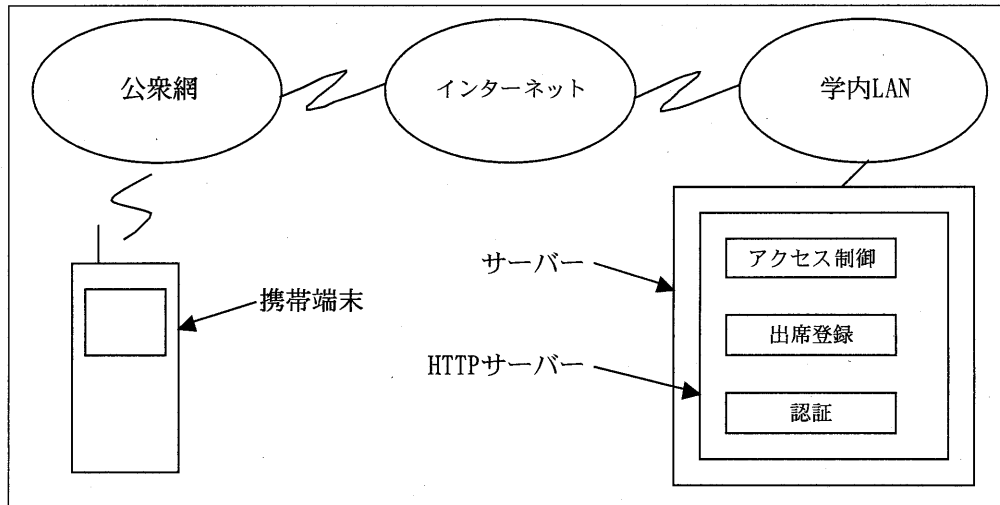 公衆網
インターネット
学内LAN
サーバー
アクセス制御
携帯端末
出席登録
HTTPサーバー
認証